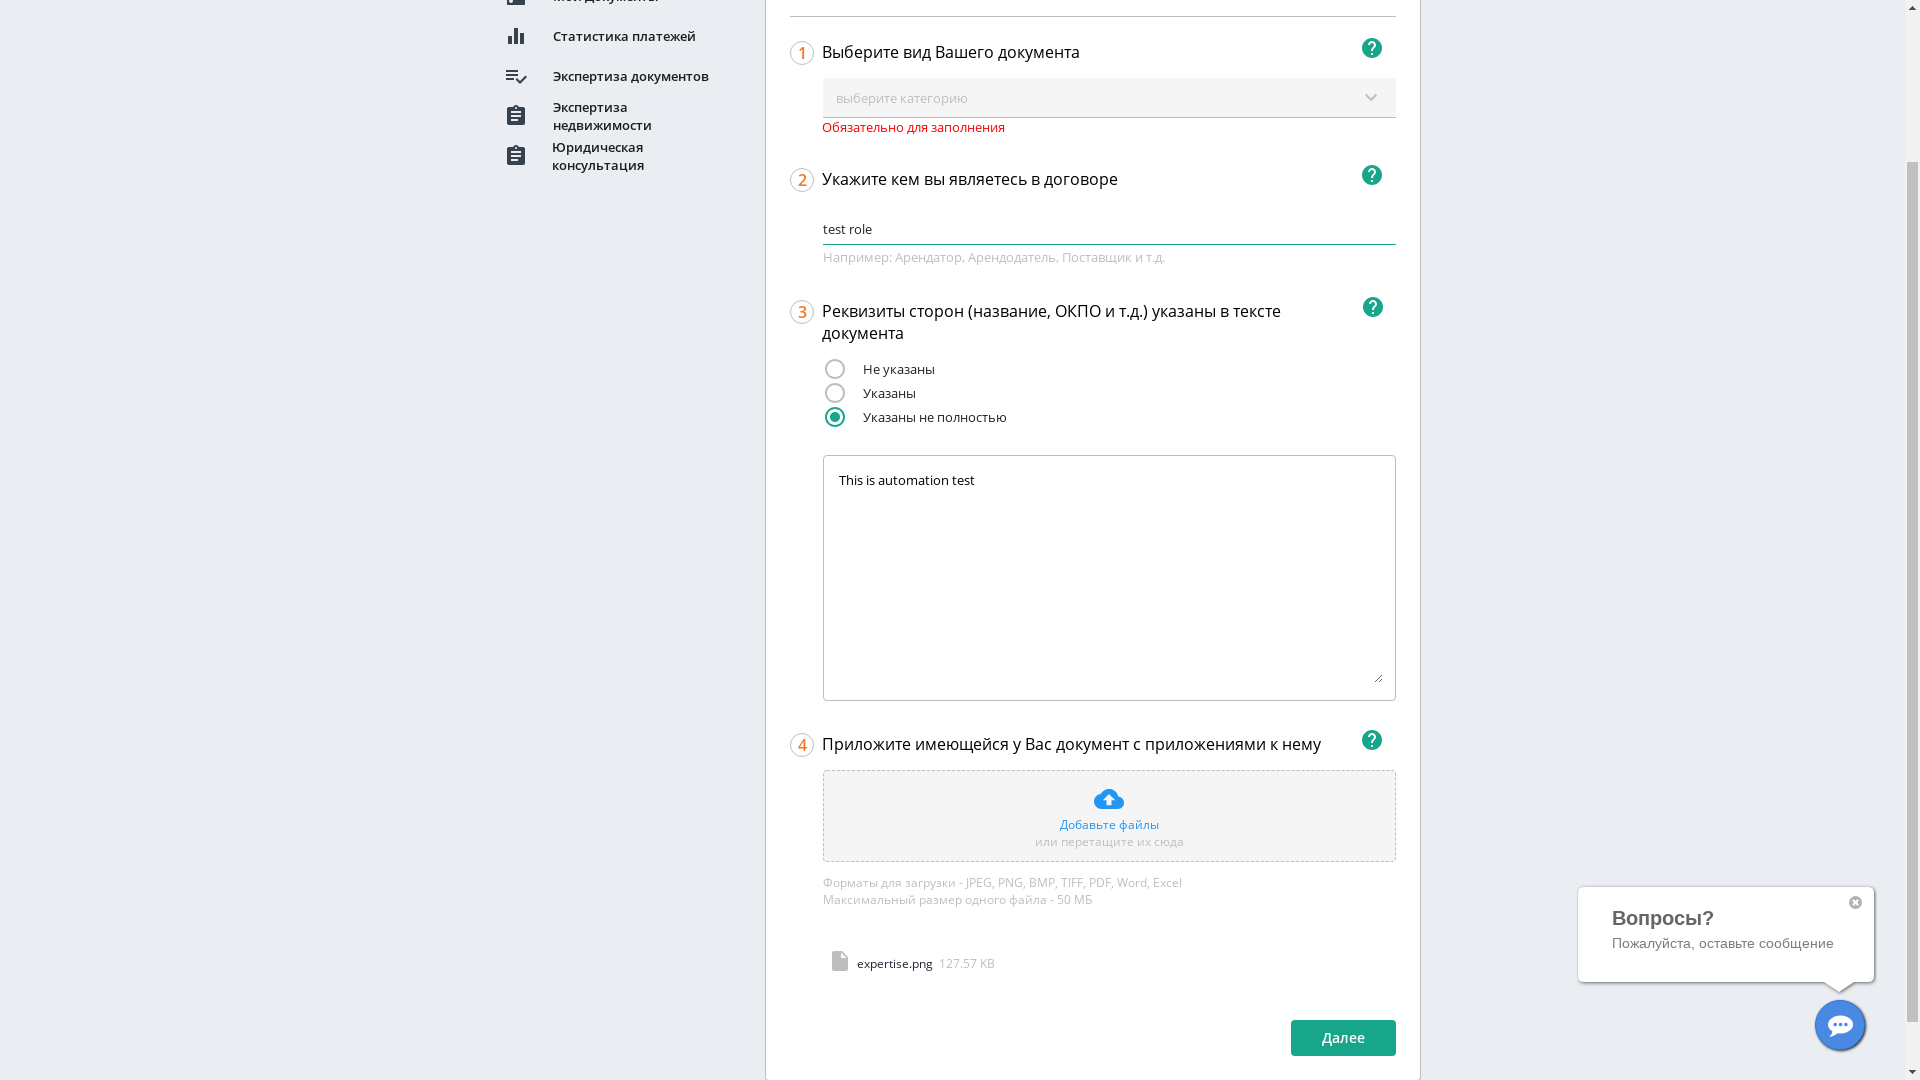 Статистика платежей
Экспертиза документов
Экспертиза
недвижимости
Юридическая
консультация
1 Выберите вид Вашего документа
выберите категорию
Обязательно для заполнения
2 Укажите кем вы являетесь в договоре
test role
Например: Арендатор, Арендодатель, Поставщик и т.д.
3 Реквизиты сторон (название, ОКПО и т.д.) указаны в тексте
документа
Не указаны
Указаны
Указаны не полностью
This is automation test
4 Приложите имеющейся у Вас документ с приложениями к нему
Добавьте файлы
или перетащите их сюда
Форматы для загрузки - JPEG, PNG, BMP, TIFF, PDF, Word, Excel
Максимальный размер одного файла - 50 МБ
expertise.png 127.57 KB
Далее
Вопросы?
Пожалуйста, оставьте сообщение